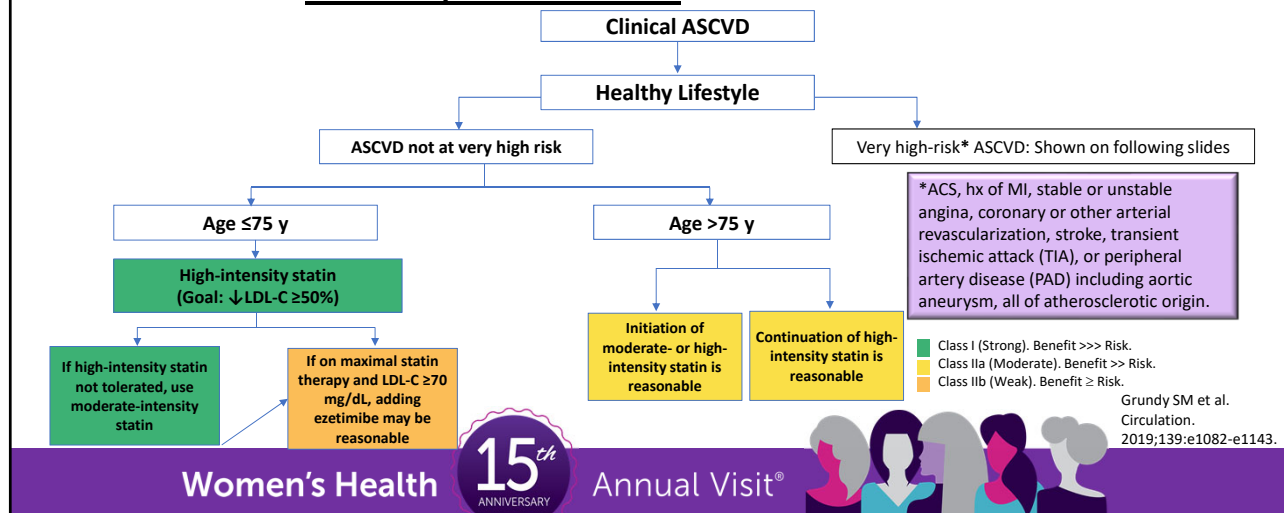 Clinical ASCVD
Healthy Lifestyle
ASCVD not at very high risk
Very high-risk* ASCVD: Shown on following slides
*ACS, hx of MI, stable or unstable
angina, coronary or other arterial
revascularization, stroke, transient
ischemic attack (TIA), or peripheral
artery disease (PAD) including aortic
aneurysm, all of atherosclerotic origin.
Age ≤75 y
Age >75 y
High-intensity statin
(Goal: ↓LDL-C ≥50%)
If high-intensity statin
not tolerated, use
moderate-intensity
statin
If on maximal statin
therapy and LDL-C ≥70
mg/dL, adding
ezetimibe may be
reasonable
Initiation of
moderate- or high-
intensity statin is
reasonable
Continuation of high-
intensity statin is
reasonable
Class I (Strong). Benefit >>> Risk.
Class IIa (Moderate). Benefit >> Risk.
Class IIb (Weak). Benefit ≥ Risk.
Grundy SM et al.
Circulation.
2019;139:e1082-e1143.
Women's Health
15th
ANNIVERSARY
Annual Visit®